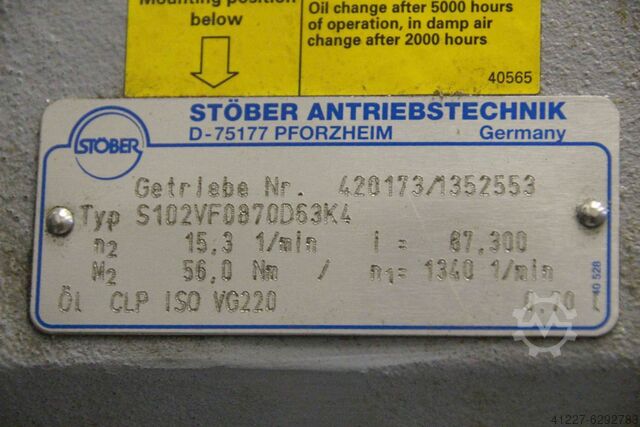 Mounting position
below
Oil change after 5000 hours
of operation, in damp air
change after 2000 hours
40565
STÖBER
STÖBER ANTRIEBSTECHNIK
D-75177 PFORZHEIM Germany
Getriebe Nr. 420173/1352553
Typ S102VF0870D63K4
n2 15,3 1/min i = 87,300
M2 56,0 Nm / n1= 1340 1/min
Öl CLP ISO VG220 l
40 528
41227-6292783